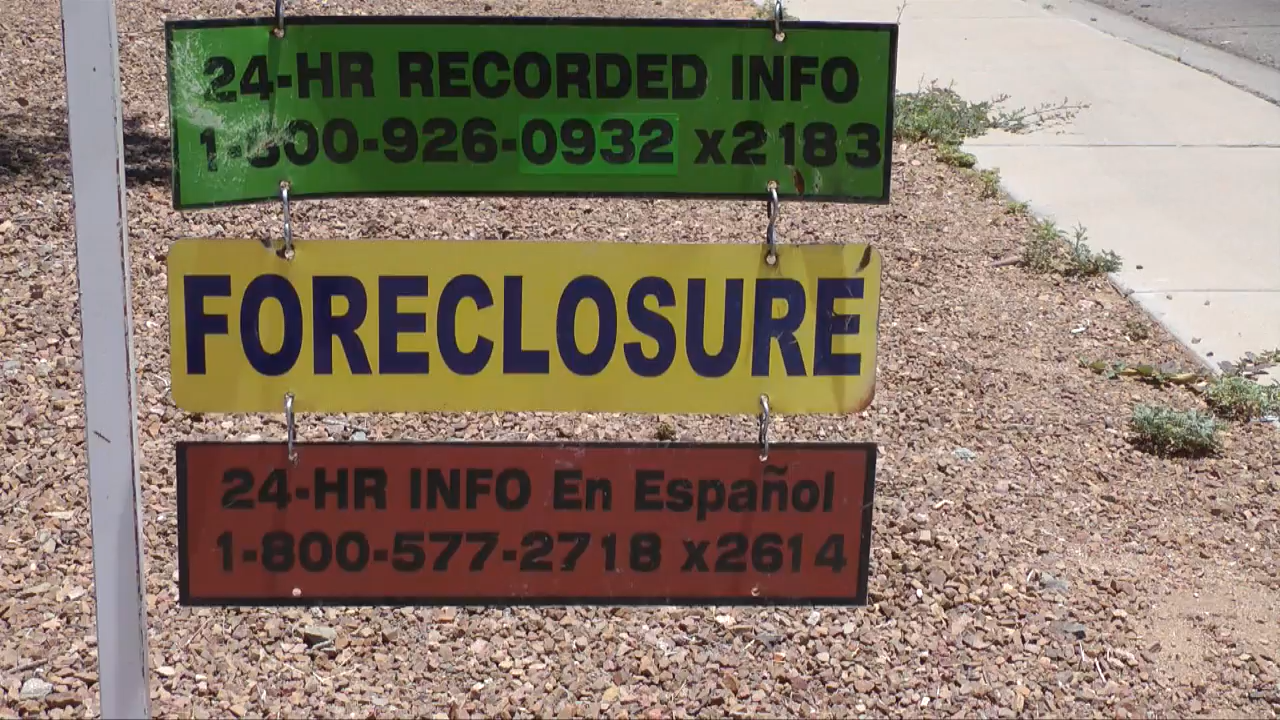 24-HR RECORDED INFO
1-800-926-0932 x2183
FORECLOSURE
24-HR INFO En Español
1-800-577-2718 x2614